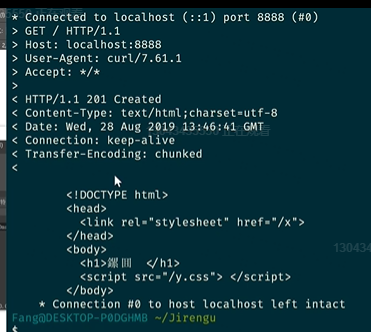 * Connected to localhost (::1) port 8888 (#0)
> GET / HTTP/1.1
> Host: localhost:8888
> User-Agent: curl/7.61.1
> Accept: */*
>
< HTTP/1.1 201 Created
< Content-Type: text/html;charset=utf-8
< Date: Wed, 28 Aug 2019 13:46:41 GMT
< Connection: keep-alive
< Transfer-Encoding: chunked
<
<!DOCTYPE html>
<head>
<link rel="stylesheet" href="/x">
</head>
<body>
<h1> </h1>
<script src="/y.css"> </script>
</body>
* Connection #0 to host localhost left intact
Fang@DESKTOP-P0DGHMB ~/Jirengu
$
130434